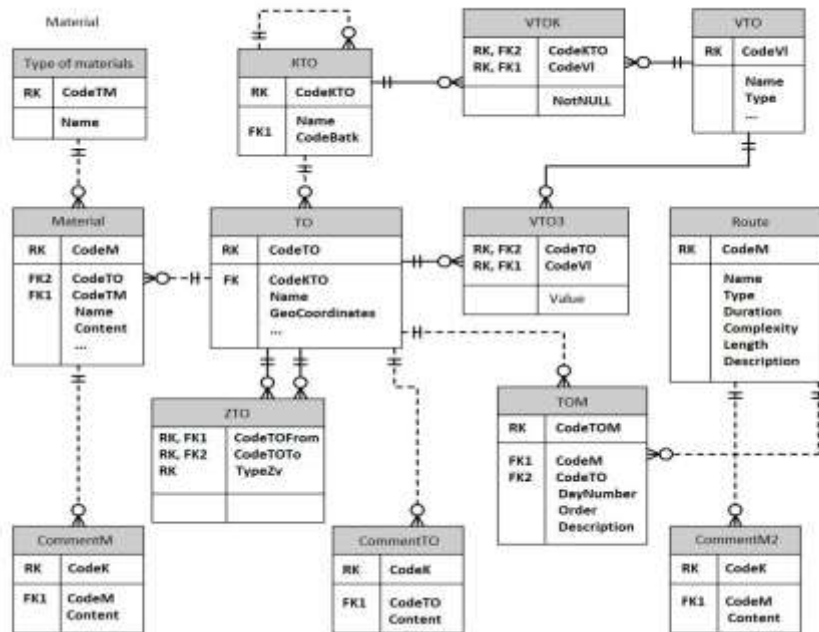 Material
Type of materials
RK CodeTM
Name
KTO
RK CodeKTO
FK1 Name
CodeBatk
VTOK
RK, FK2 CodeKTO
RK, FK1 CodeVl
NotNULL
VTO
RK CodeVl
Name
Type
...
Material
RK CodeM
FK2 CodeTO
FK1 CodeTM
Name
Content
...
TO
RK CodeTO
FK CodeKTO
Name
GeoCoordinates
...
VTO3
RK, FK2 CodeTO
RK, FK1 CodeVl
Value
Route
RK CodeM
Name
Type
Duration
Complexity
Length
Description
ZTO
RK, FK1 CodeTOFrom
RK, FK2 CodeTOTo
RK TypeZv
TOM
RK CodeTOM
FK1 CodeM
FK2 CodeTO
DayNumber
Order
Description
CommentM
RK CodeK
FK1 CodeM
Content
CommentTO
RK CodeK
FK1 CodeTO
Content
CommentM2
RK CodeK
FK1 CodeM
Content